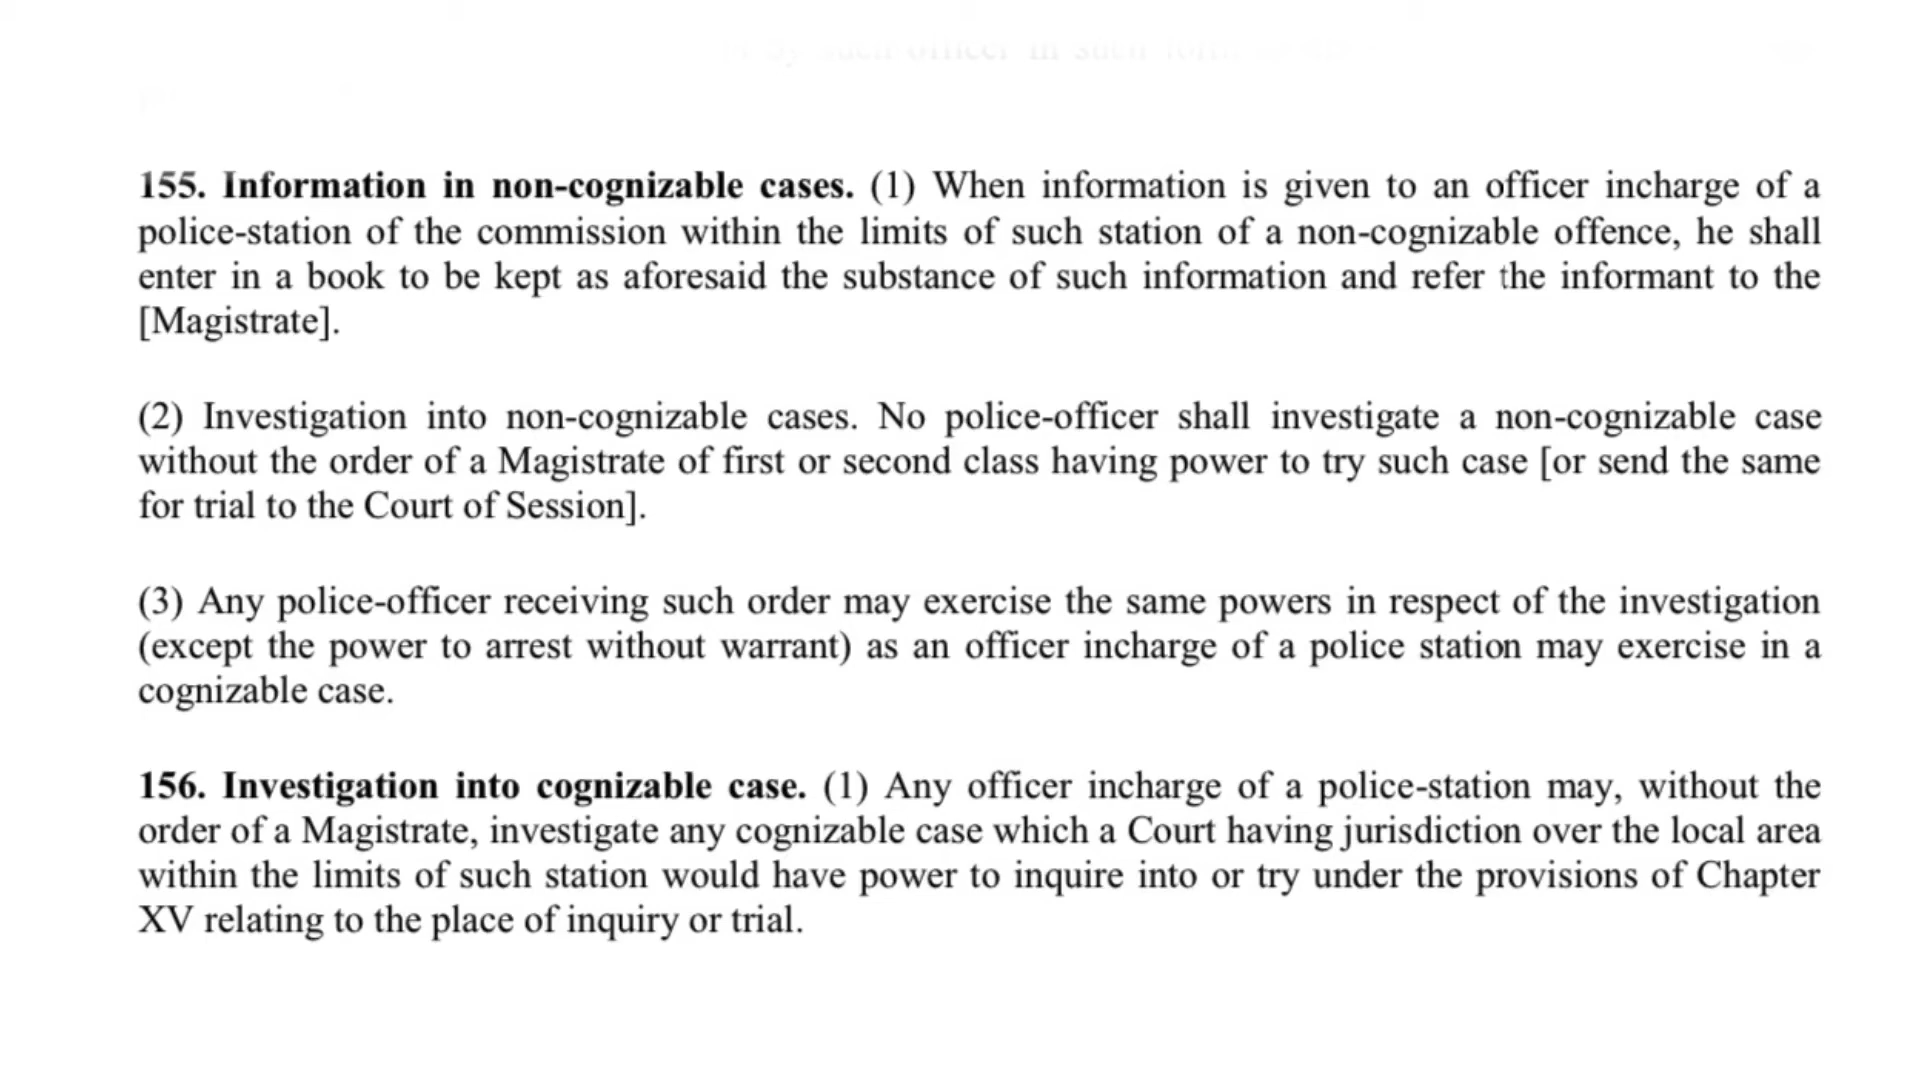 officer in such
155. Information in non-cognizable cases. (1) When information is given to an officer incharge of a
police-station of the commission within the limits of such station of a non-cognizable offence, he shall
enter in a book to be kept as aforesaid the substance of such information and refer the informant to the
[Magistrate].
(2) Investigation into non-cognizable cases. No police-officer shall investigate a non-cognizable case
without the order of a Magistrate of first or second class having power to try such case [or send the same
for trial to the Court of Session].
(3) Any police-officer receiving such order may exercise the same powers in respect of the investigation
(except the power to arrest without warrant) as an officer incharge of a police station may exercise in a
cognizable case.
156. Investigation into cognizable case. (1) Any officer incharge of a police-station may, without the
order of a Magistrate, investigate any cognizable case which a Court having jurisdiction over the local area
within the limits of such station would have power to inquire into or try under the provisions of Chapter
XV relating to the place of inquiry or trial.